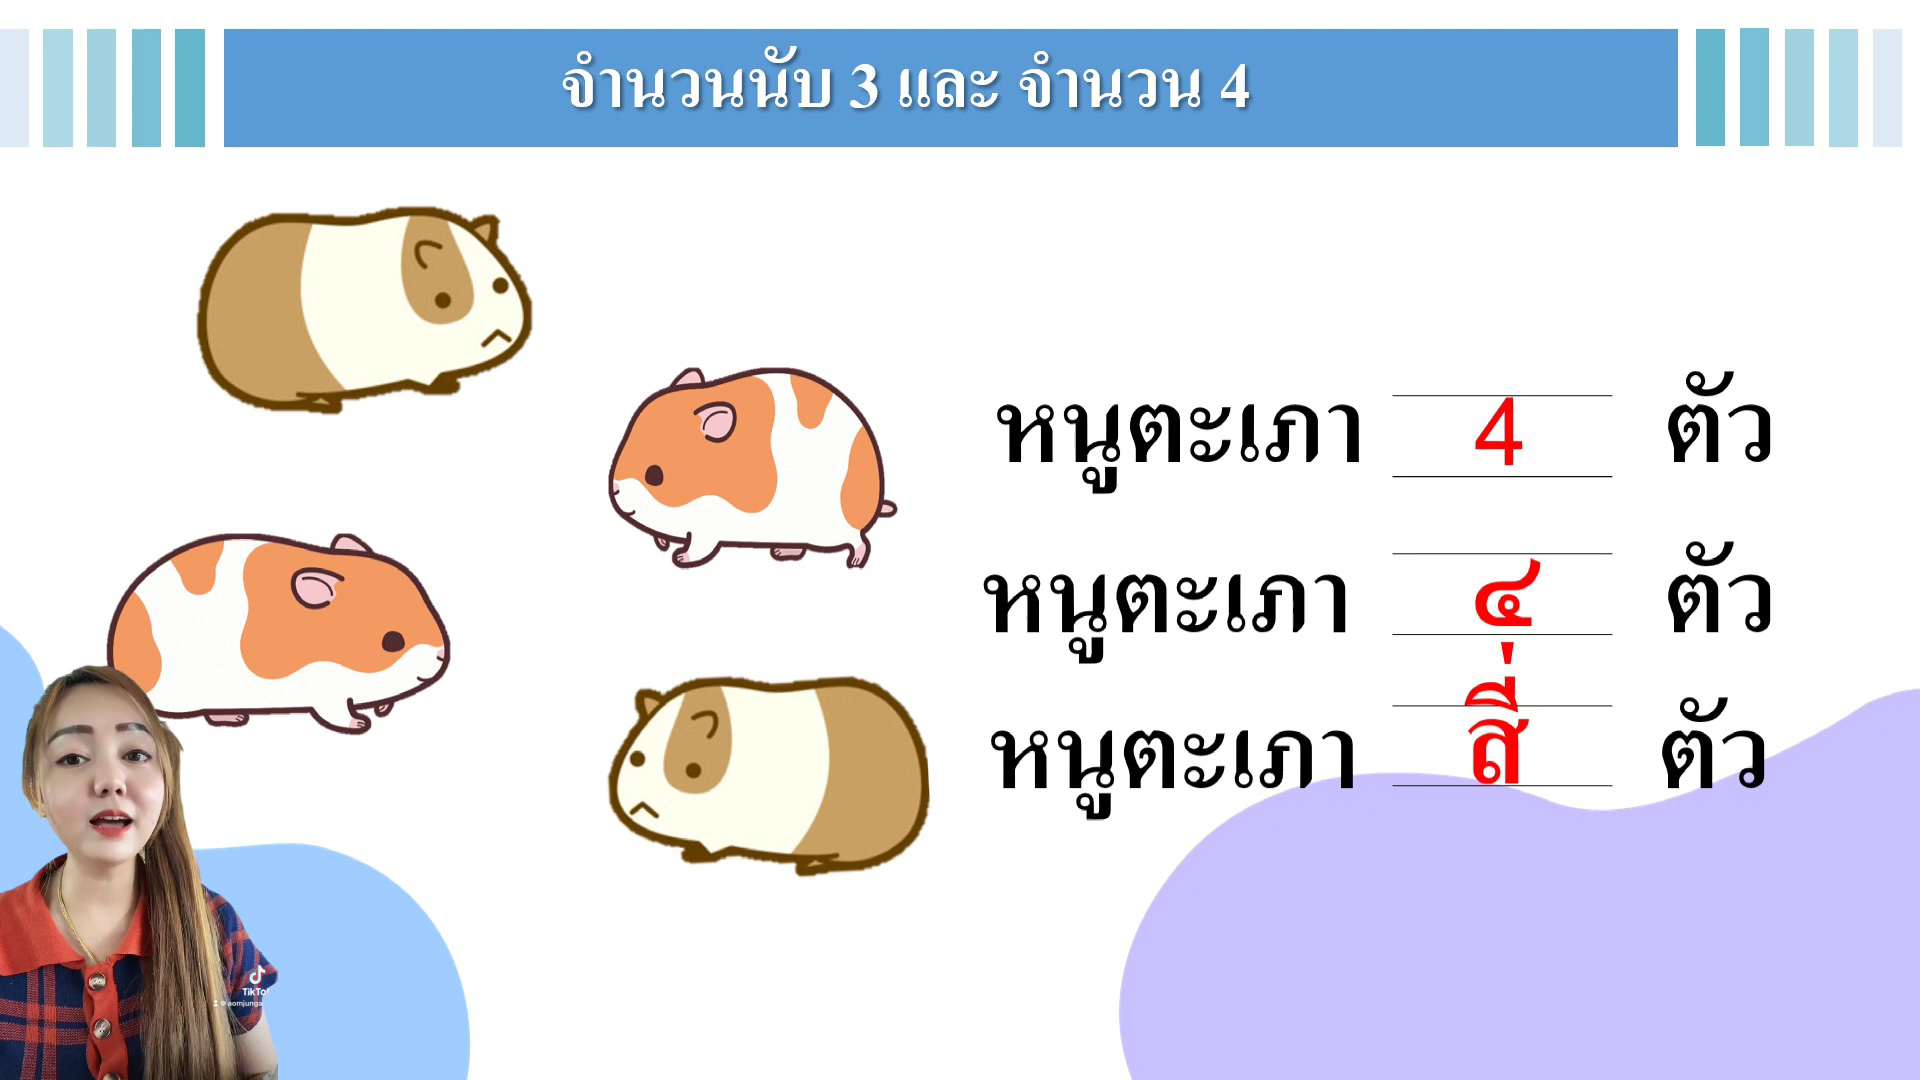 จำนวนนับ 3 และ จำนวน 4
หนูตะเภา 4 ตัว
หนูตะเภา ๔ ตัว
หนูตะเภา สี่ ตัว
TikTo
@aomjunga